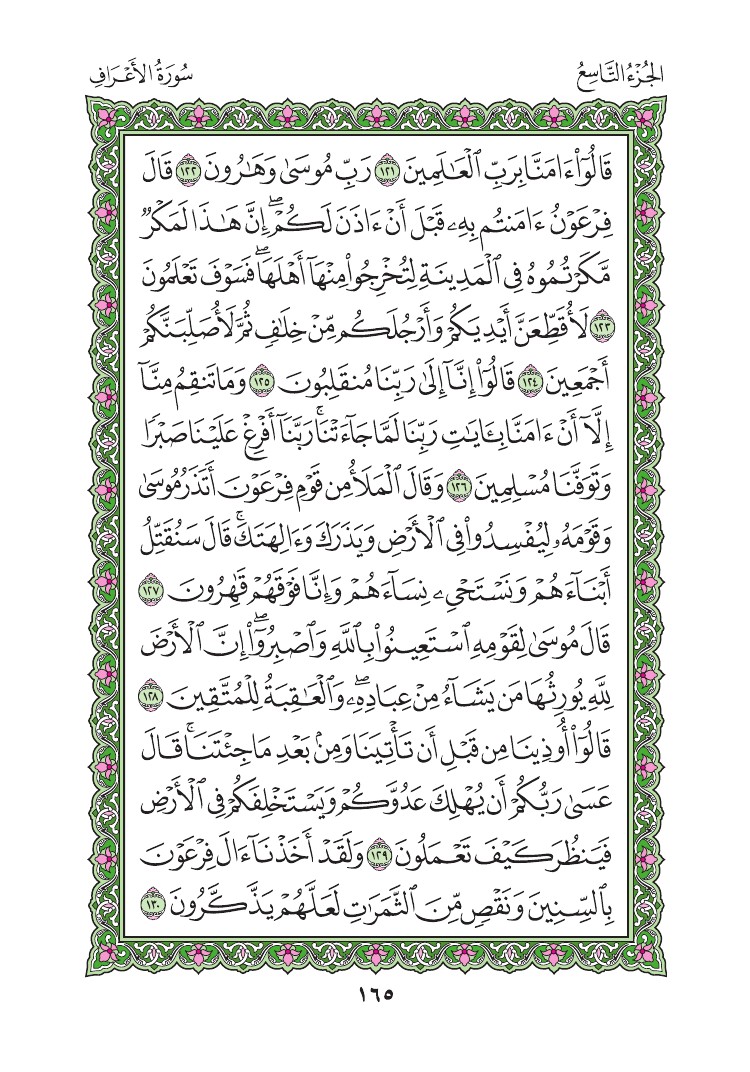 الجُزْءُ التَّاسِعُ
سُورَةُ الأَعْرَافِ
قَالُوٓاْ ءَامَنَّا بِرَبِّ ٱلْعَٰلَمِينَ ١٢١ رَبِّ مُوسَىٰ وَهَٰرُونَ ١٢٢ قَالَ
فِرْعَوْنُ ءَامَنتُم بِهِۦ قَبْلَ أَنْ ءَاذَنَ لَكُمْۖ إِنَّ هَٰذَا لَمَكْرٌ
مَّكَرْتُمُوهُ فِي ٱلْمَدِينَةِ لِتُخْرِجُواْ مِنْهَآ أَهْلَهَاۖ فَسَوْفَ تَعْلَمُونَ
١٢٣ لَأُقَطِّعَنَّ أَيْدِيَكُمْ وَأَرْجُلَكُم مِّنْ خِلَٰفٍ ثُمَّ لَأُصَلِّبَنَّكُمْ
أَجْمَعِينَ ١٢٤ قَالُوٓاْ إِنَّآ إِلَىٰ رَبِّنَا مُنقَلِبُونَ ١٢٥ وَمَا تَنقِمُ مِنَّآ
إِلَّآ أَنْ ءَامَنَّا بِـَٔايَٰتِ رَبِّنَا لَمَّا جَآءَتْنَاۚ رَبَّنَآ أَفْرِغْ عَلَيْنَا صَبْرًا
وَتَوَفَّنَا مُسْلِمِينَ ١٢٦ وَقَالَ ٱلْمَلَأُ مِن قَوْمِ فِرْعَوْنَ أَتَذَرُ مُوسَىٰ
وَقَوْمَهُۥ لِيُفْسِدُواْ فِي ٱلْأَرْضِ وَيَذَرَكَ وَءَالِهَتَكَۚ قَالَ سَنُقَتِّلُ
أَبْنَآءَهُمْ وَنَسْتَحْيِۦ نِسَآءَهُمْ وَإِنَّا فَوْقَهُمْ قَٰهِرُونَ ١٢٧
قَالَ مُوسَىٰ لِقَوْمِهِ ٱسْتَعِينُواْ بِٱللَّهِ وَٱصْبِرُوٓاْۖ إِنَّ ٱلْأَرْضَ
لِلَّهِ يُورِثُهَا مَن يَشَآءُ مِنْ عِبَادِهِۦۖ وَٱلْعَٰقِبَةُ لِلْمُتَّقِينَ ١٢٨
قَالُوٓاْ أُوذِينَا مِن قَبْلِ أَن تَأْتِيَنَا وَمِنۢ بَعْدِ مَا جِئْتَنَاۚ قَالَ
عَسَىٰ رَبُّكُمْ أَن يُهْلِكَ عَدُوَّكُمْ وَيَسْتَخْلِفَكُمْ فِي ٱلْأَرْضِ
فَيَنظُرَ كَيْفَ تَعْمَلُونَ ١٢٩ وَلَقَدْ أَخَذْنَآ ءَالَ فِرْعَوْنَ
بِٱلسِّنِينَ وَنَقْصٍ مِّنَ ٱلثَّمَرَٰتِ لَعَلَّهُمْ يَذَّكَّرُونَ ١٣٠
١٦٥